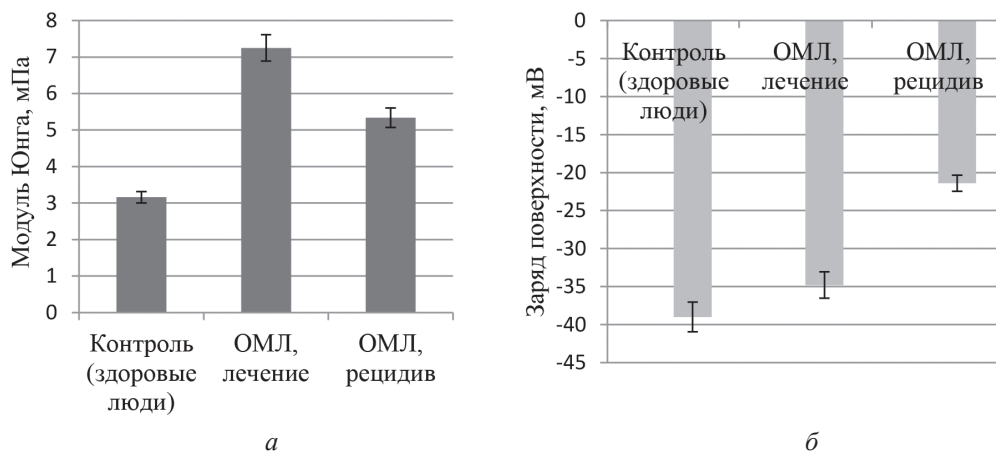 Модуль Юнга, мПа
8
7
6
5
4
3
2
1
0
Контроль
(здоровые
люди)
ОМЛ,
лечение
ОМЛ,
рецидив
а
Заряд поверхности, мВ
0
-5
-10
-15
-20
-25
-30
-35
-40
-45
Контроль
(здоровые
люди)
ОМЛ,
лечение
ОМЛ,
рецидив
б